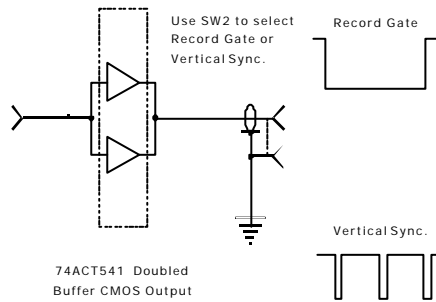 Use SW2 to select
Record Gate or
Vertical Sync.
Record Gate
Vertical Sync.
74ACT541 Doubled
Buffer CMOS Output